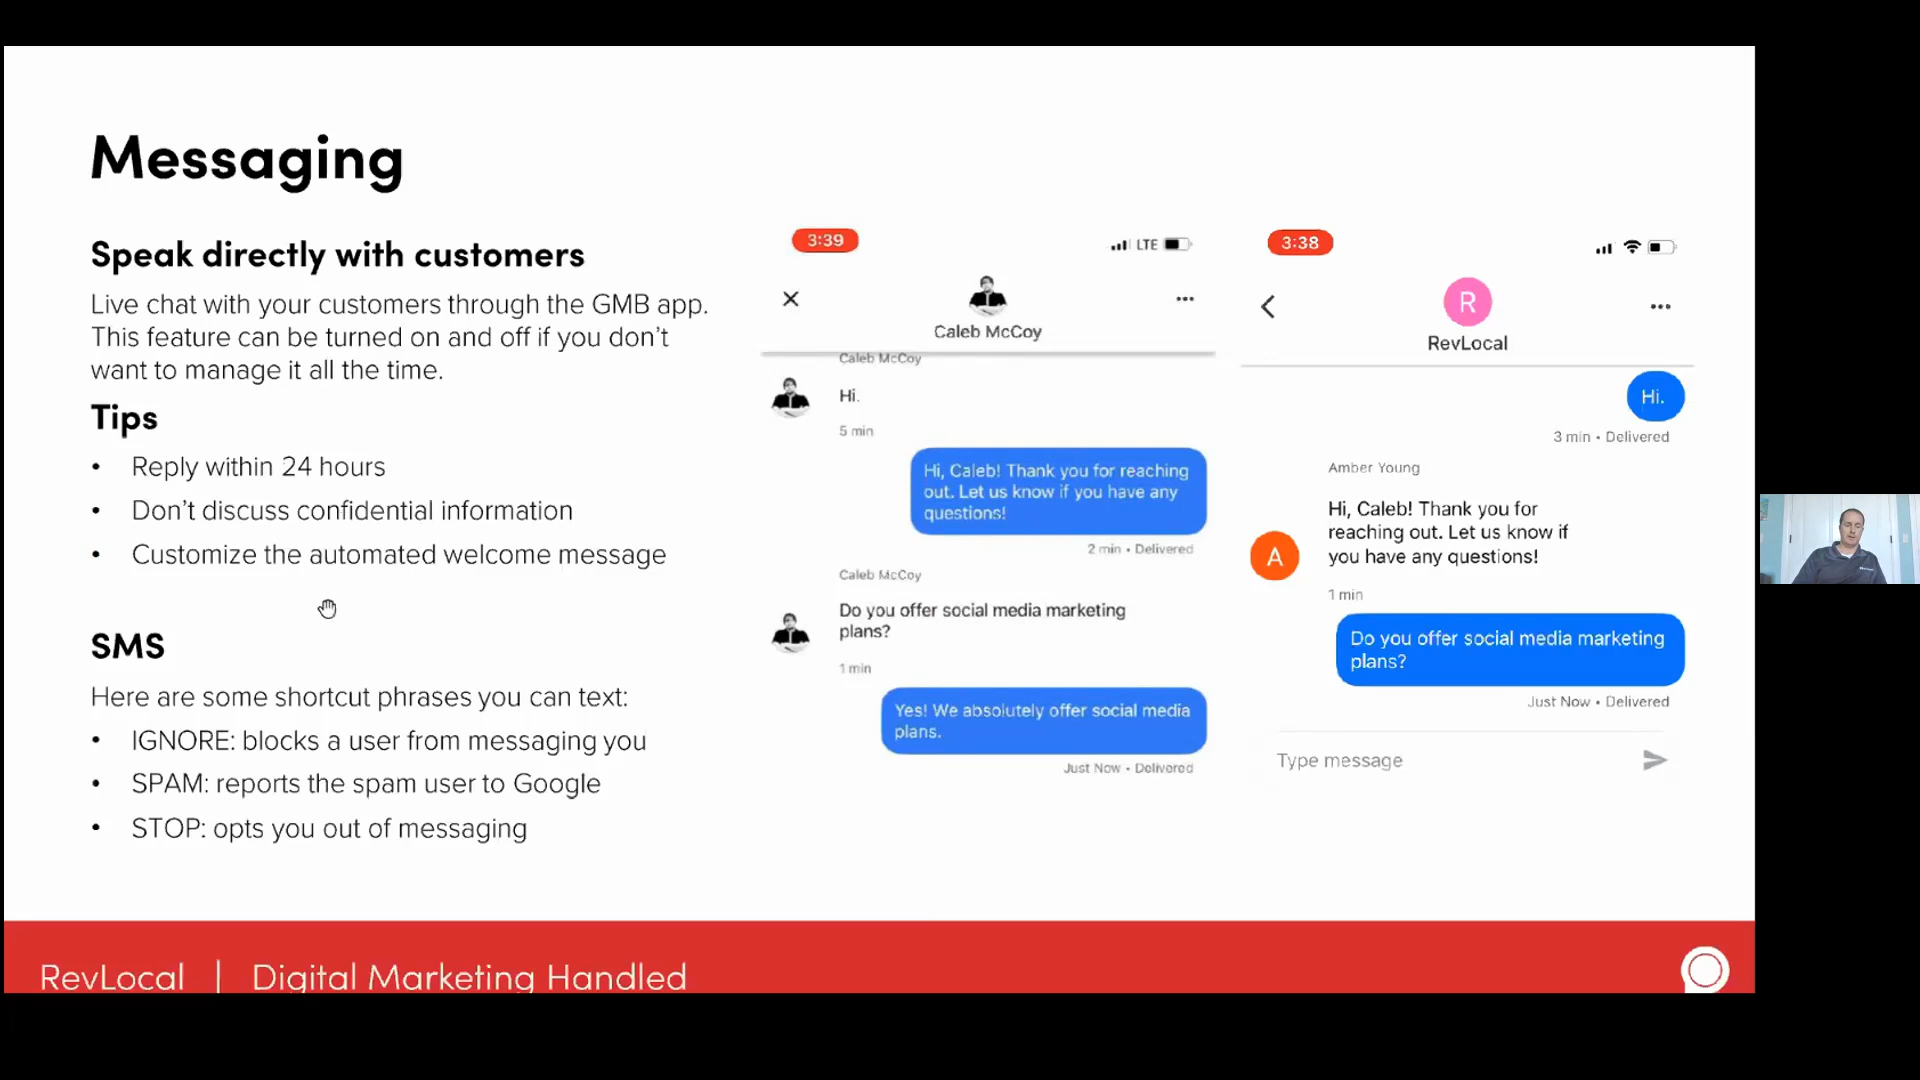 Messaging
Speak directly with customers
Live chat with your customers through the GMB app.
This feature can be turned on and off if you don't
want to manage it all the time.
Tips
• Reply within 24 hours
• Don't discuss confidential information
• Customize the automated welcome message
SMS
Here are some shortcut phrases you can text:
• IGNORE: blocks a user from messaging you
• SPAM: reports the spam user to Google
• STOP: opts you out of messaging
3:39
LTE
Caleb McCoy
Caleb McCoy
Hi.
5 min
Hi, Caleb! Thank you for reaching
out. Let us know if you have any
questions!
2 min • Delivered
Caleb McCoy
Do you offer social media marketing
plans?
1 min
Yes! We absolutely offer social media
plans.
Just Now • Delivered
3:38
R
RevLocal
Hi.
3 min • Delivered
Amber Young
Hi, Caleb! Thank you for
reaching out. Let us know if
you have any questions!
A
1 min
Do you offer social media marketing
plans?
Just Now • Delivered
Type message
RevLocal | Digital Marketing Handled